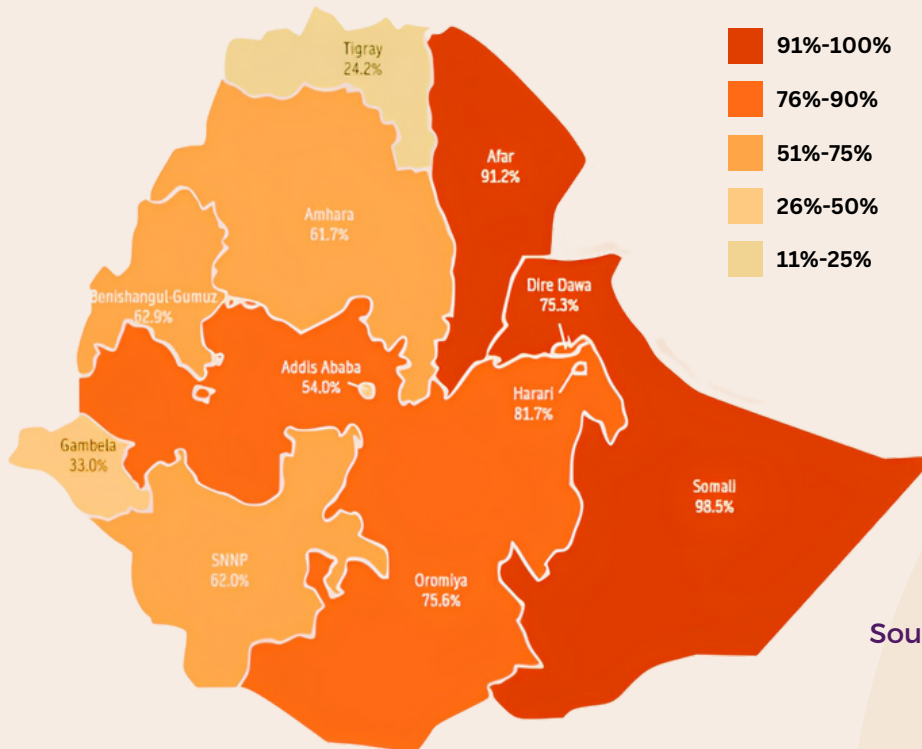 Tigray
24.2%
Afar
91.2%
Amhara
61.7%
Benishangul-Gumuz
62.9%
Dire Dawa
75.3%
Addis Ababa
54.0%
Harari
81.7%
Gambela
33.0%
Somali
98.5%
SNNP
62.0%
Oromiya
75.6%
91%-100%
76%-90%
51%-75%
26%-50%
11%-25%
Sou